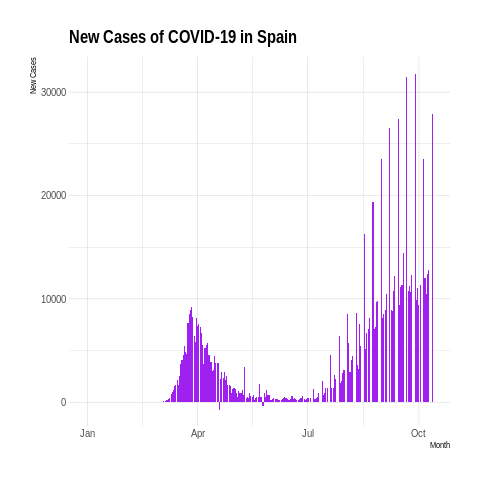 New Cases of COVID-19 in Spain
New Cases
30000
20000
10000
0
Jan Apr Jul Oct
Month